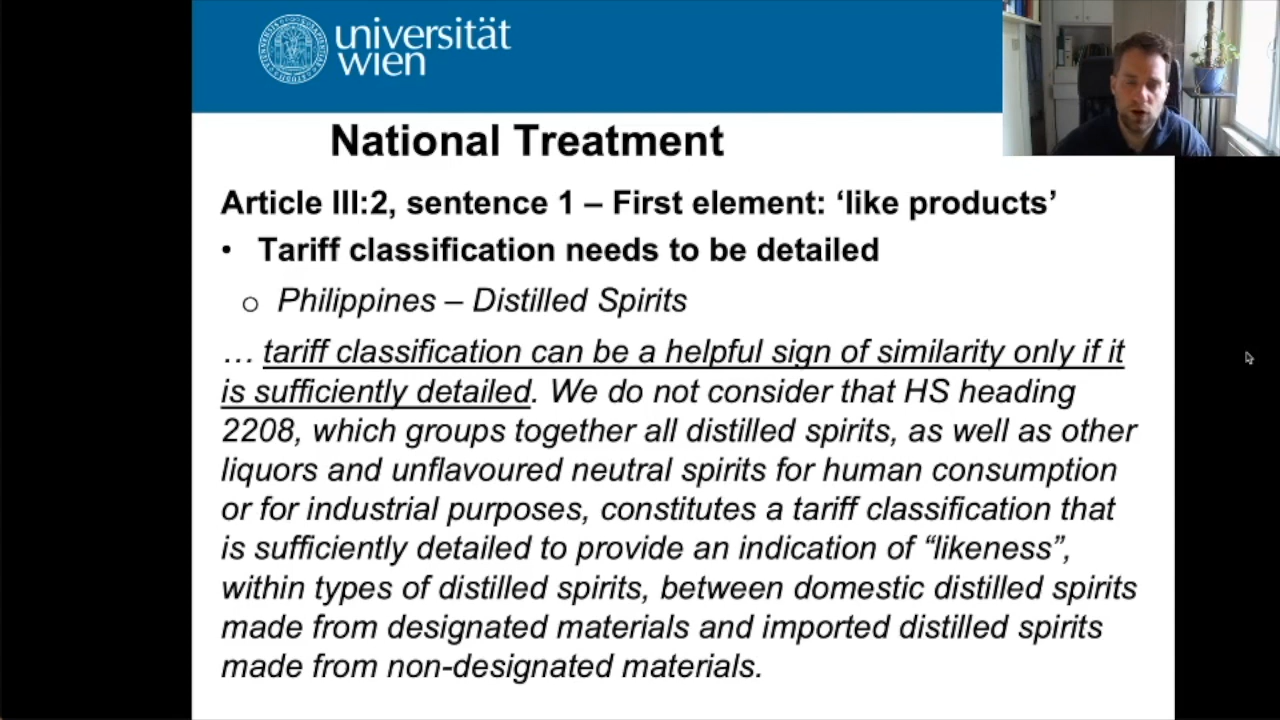 universität
wien
National Treatment
Article III:2, sentence 1 – First element: ‘like products’
• Tariff classification needs to be detailed
o Philippines – Distilled Spirits
… tariff classification can be a helpful sign of similarity only if it
is sufficiently detailed. We do not consider that HS heading
2208, which groups together all distilled spirits, as well as other
liquors and unflavoured neutral spirits for human consumption
or for industrial purposes, constitutes a tariff classification that
is sufficiently detailed to provide an indication of “likeness”,
within types of distilled spirits, between domestic distilled spirits
made from designated materials and imported distilled spirits
made from non-designated materials.